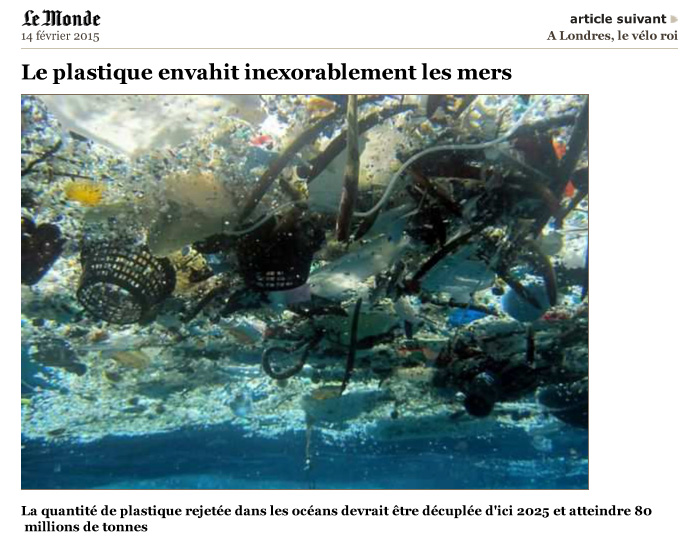 Le Monde
14 février 2015
article suivant
A Londres, le vélo roi
Le plastique envahit inexorablement les mers
La quantité de plastique rejetée dans les océans devrait être décuplée d'ici 2025 et atteindre 80
millions de tonnes